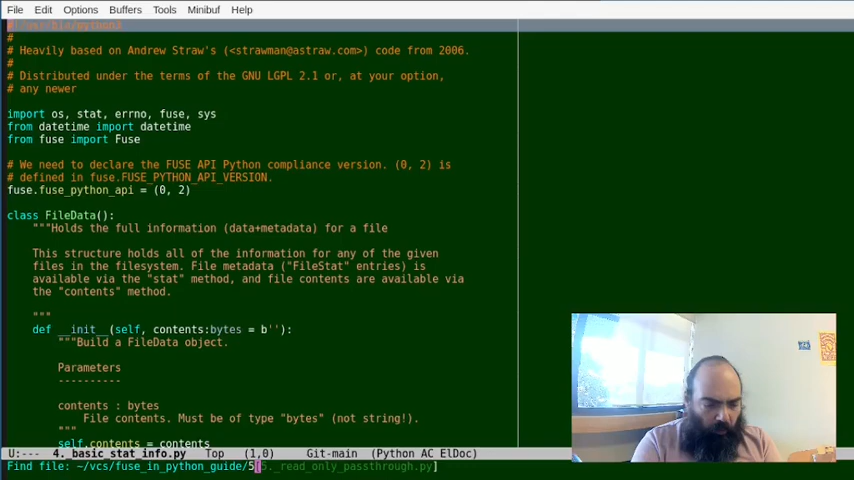 File Edit Options Buffers Tools Minibuf Help
#!/usr/bin/python3
#
# Heavily based on Andrew Straw's (<strawman@astraw.com>) code from 2006.
#
# Distributed under the terms of the GNU LGPL 2.1 or, at your option,
# any newer
import os, stat, errno, fuse, sys
from datetime import datetime
from fuse import Fuse
# We need to declare the FUSE API Python compliance version. (0, 2) is
# defined in fuse.FUSE_PYTHON_API_VERSION.
fuse.fuse_python_api = (0, 2)
class FileData():
"""Holds the full information (data+metadata) for a file
This structure holds all of the information for any of the given
files in the filesystem. File metadata ("FileStat" entries) is
available via the "stat" method, and file contents are available via
the "contents" method.
"""
def __init__(self, contents:bytes = b''):
"""Build a FileData object.
Parameters
----------
contents : bytes
File contents. Must be of type "bytes" (not string!).
"""
self.contents = contents
U:--- 4._basic_stat_info.py Top (1,0) Git-main (Python AC ElDoc)
Find file: ~/vcs/fuse_in_python_guide/5[5._read_only_passthrough.py]